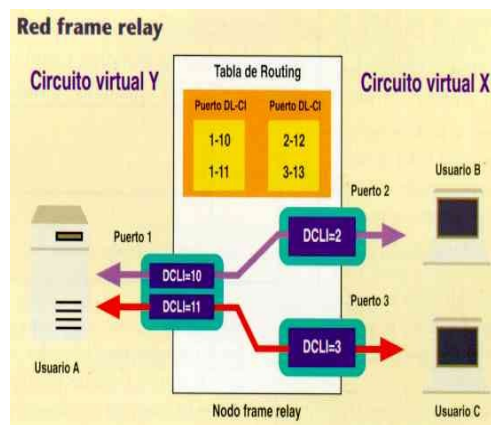 Red frame relay
Circuito virtual Y
Tabla de Routing
Circuito virtual X
Puerto DL-CI
Puerto DL-CI
1-10
2-12
1-11
3-13
Usuario B
Puerto 2
Puerto 1
DCLI=2
DCLI=10
DCLI=11
Puerto 3
DCLI=3
Usuario A
Nodo frame relay
Usuario C